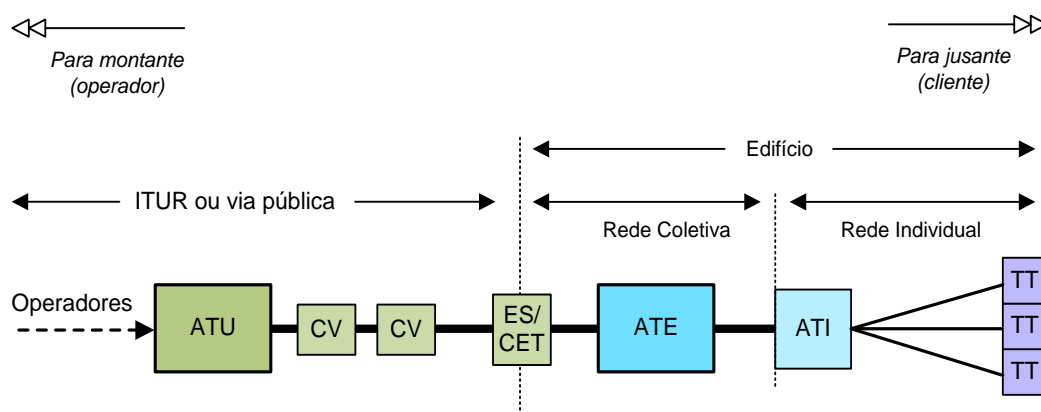 Para montante
(operador)
Para jusante
(cliente)
Edifício
ITUR ou via pública
Rede Coletiva
Rede Individual
Operadores
ATU
CV
CV
ES/
CET
ATE
ATI
TT
TT
TT